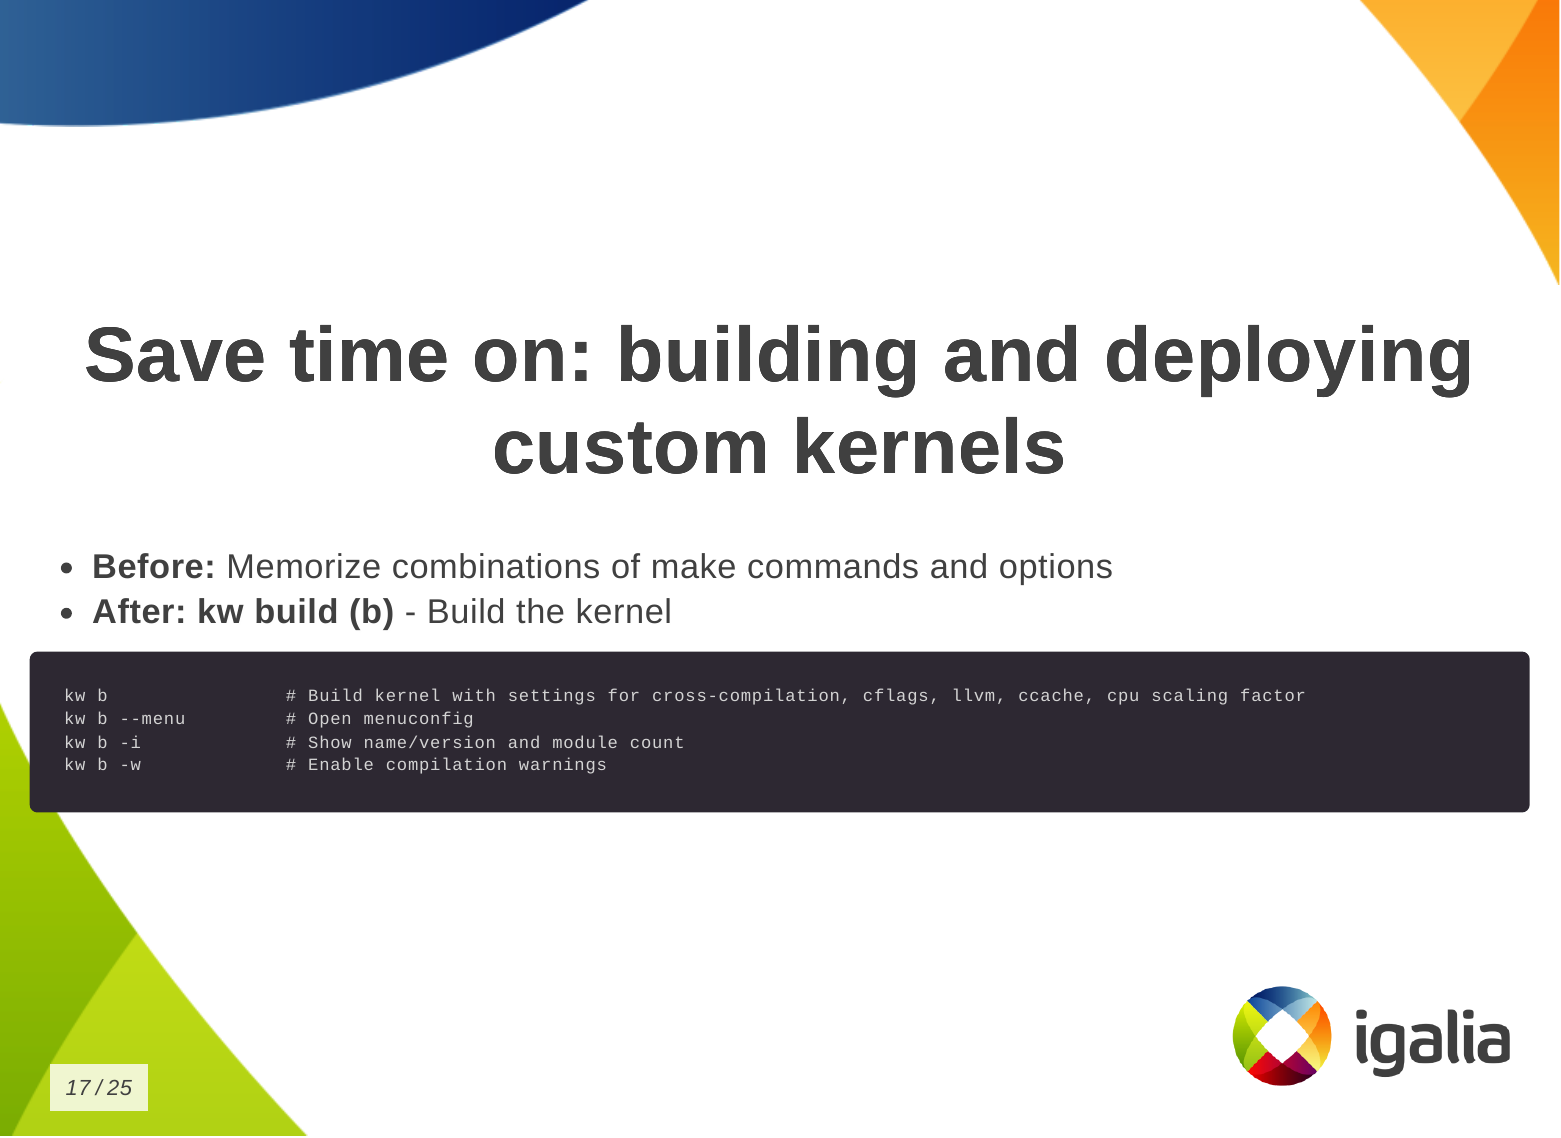 Save time on: building and deploying
custom kernels
• Before: Memorize combinations of make commands and options
• After: kw build (b) - Build the kernel
kw b                # Build kernel with settings for cross-compilation, cflags, llvm, ccache, cpu scaling factor
kw b --menu         # Open menuconfig
kw b -i             # Show name/version and module count
kw b -w             # Enable compilation warnings
igalia
17 / 25